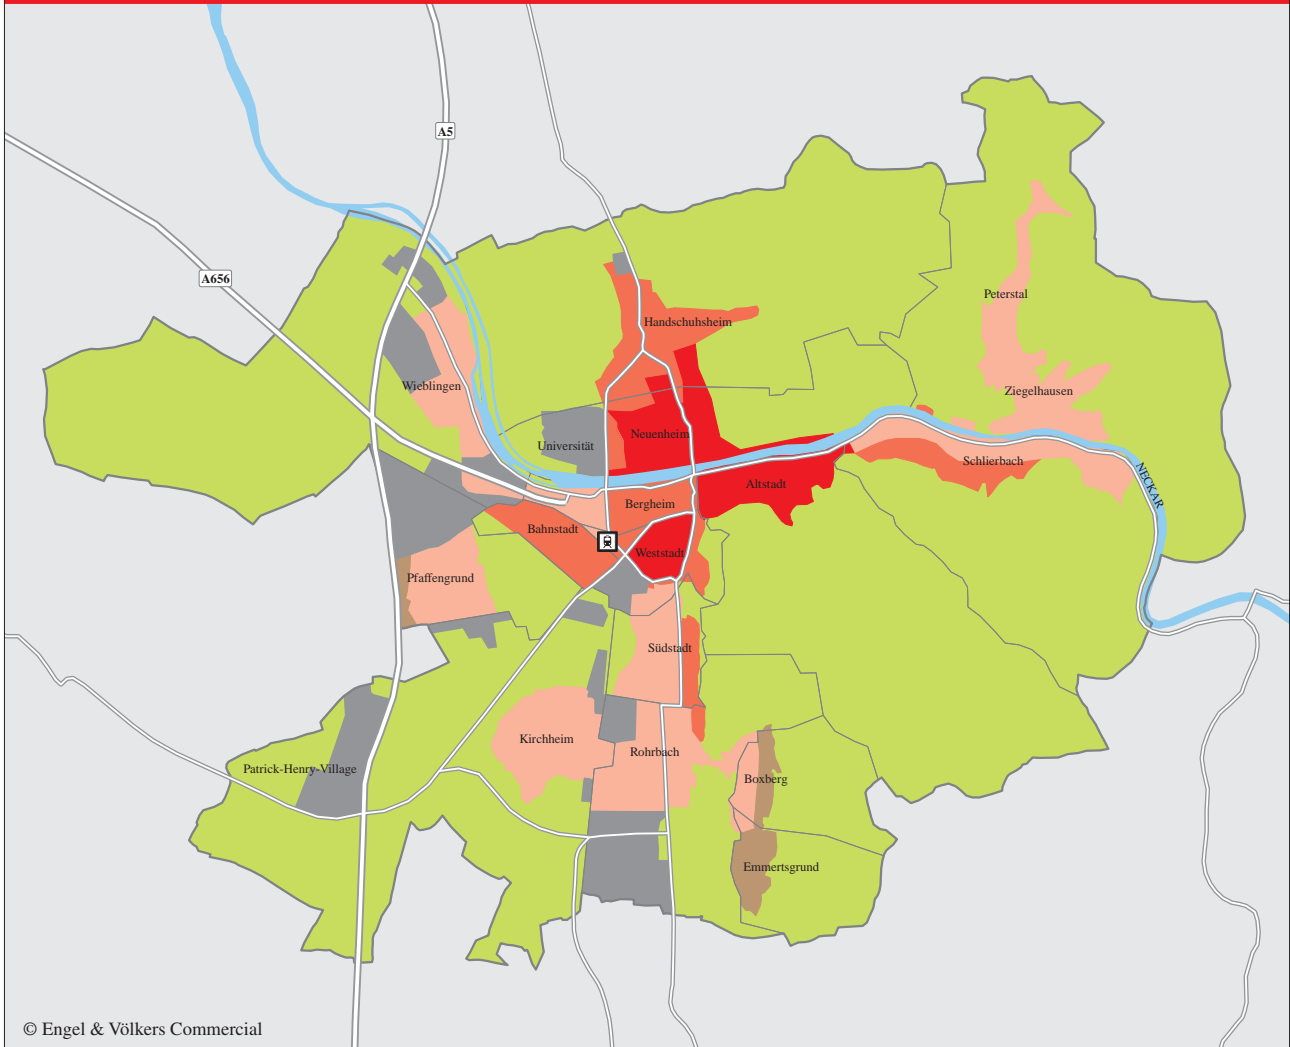 A5
A656
Peterstal
Handschuhsheim
Wieblingen
Ziegelhausen
Neuenheim
Universität
Schlierbach
Altstadt
NECKAR
Bergheim
Bahnstadt
Weststadt
Pfaffengrund
Südstadt
Kirchheim
Rohrbach
Patrick-Henry-Village
Boxberg
Emmertsgrund
© Engel & Völkers Commercial